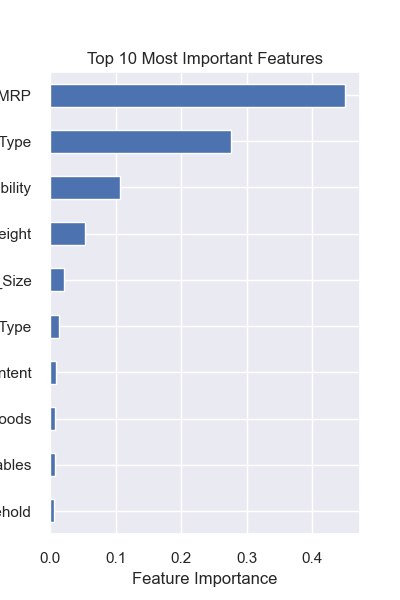 Top 10 Most Important Features
MRP
Type
bility
eight
_Size
Type
ntent
oods
ables
ehold
0.0 0.1 0.2 0.3 0.4
Feature Importance